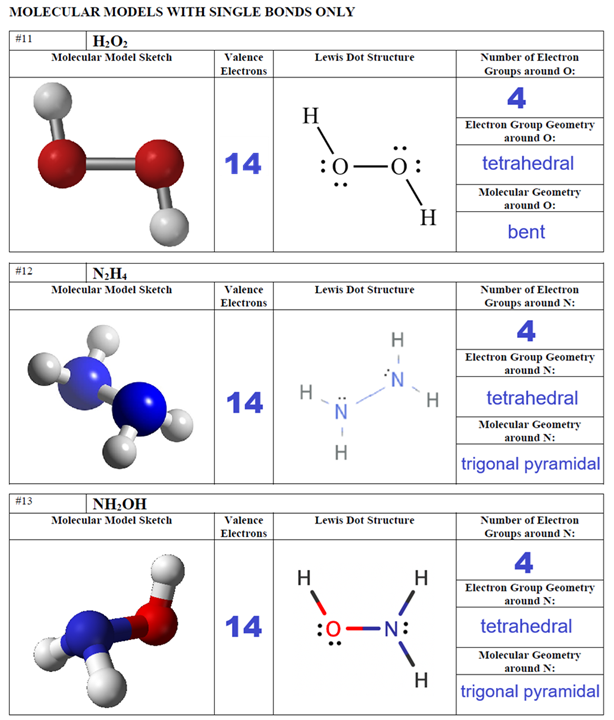 MOLECULAR MODELS WITH SINGLE BONDS ONLY
#11 H₂O₂
Molecular Model Sketch Valence Electrons Lewis Dot Structure Number of Electron Groups around O:
14
H
:O—O:
H
4
Electron Group Geometry around O:
tetrahedral
Molecular Geometry around O:
bent
#12 N₂H₄
Molecular Model Sketch Valence Electrons Lewis Dot Structure Number of Electron Groups around N:
14
H
N
H H
N
H
4
Electron Group Geometry around N:
tetrahedral
Molecular Geometry around N:
trigonal pyramidal
#13 NH₂OH
Molecular Model Sketch Valence Electrons Lewis Dot Structure Number of Electron Groups around N:
14
H H
:O—N:
H
4
Electron Group Geometry around N:
tetrahedral
Molecular Geometry around N:
trigonal pyramidal